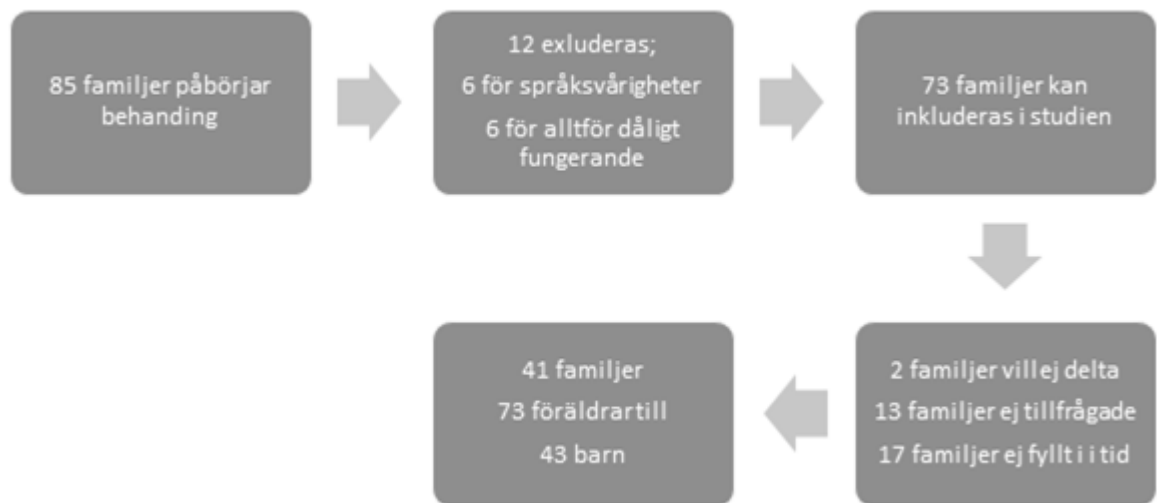 85 familjer påbörjar
behanding
12 exluderas;
6 för språksvårigheter
6 för alltför dåligt
fungerande
73 familjer kan
inkluderas i studien
2 familjer vill ej delta
13 familjer ej tillfrågade
17 familjer ej fyllt i i tid
41 familjer
73 föräldrar till
43 barn